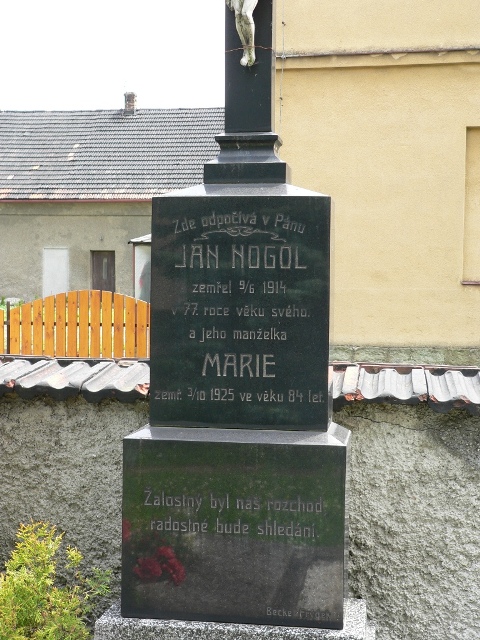 Zde odpočívá v Pánu
JAN NOGOL
zemřel 9/6 1914
v 77. roce věku svého.
a jeho manželka
MARIE
zemř. 3/10 1925 ve věku 84 let.
Žalostný byl náš rozchod
radostné bude shledání.